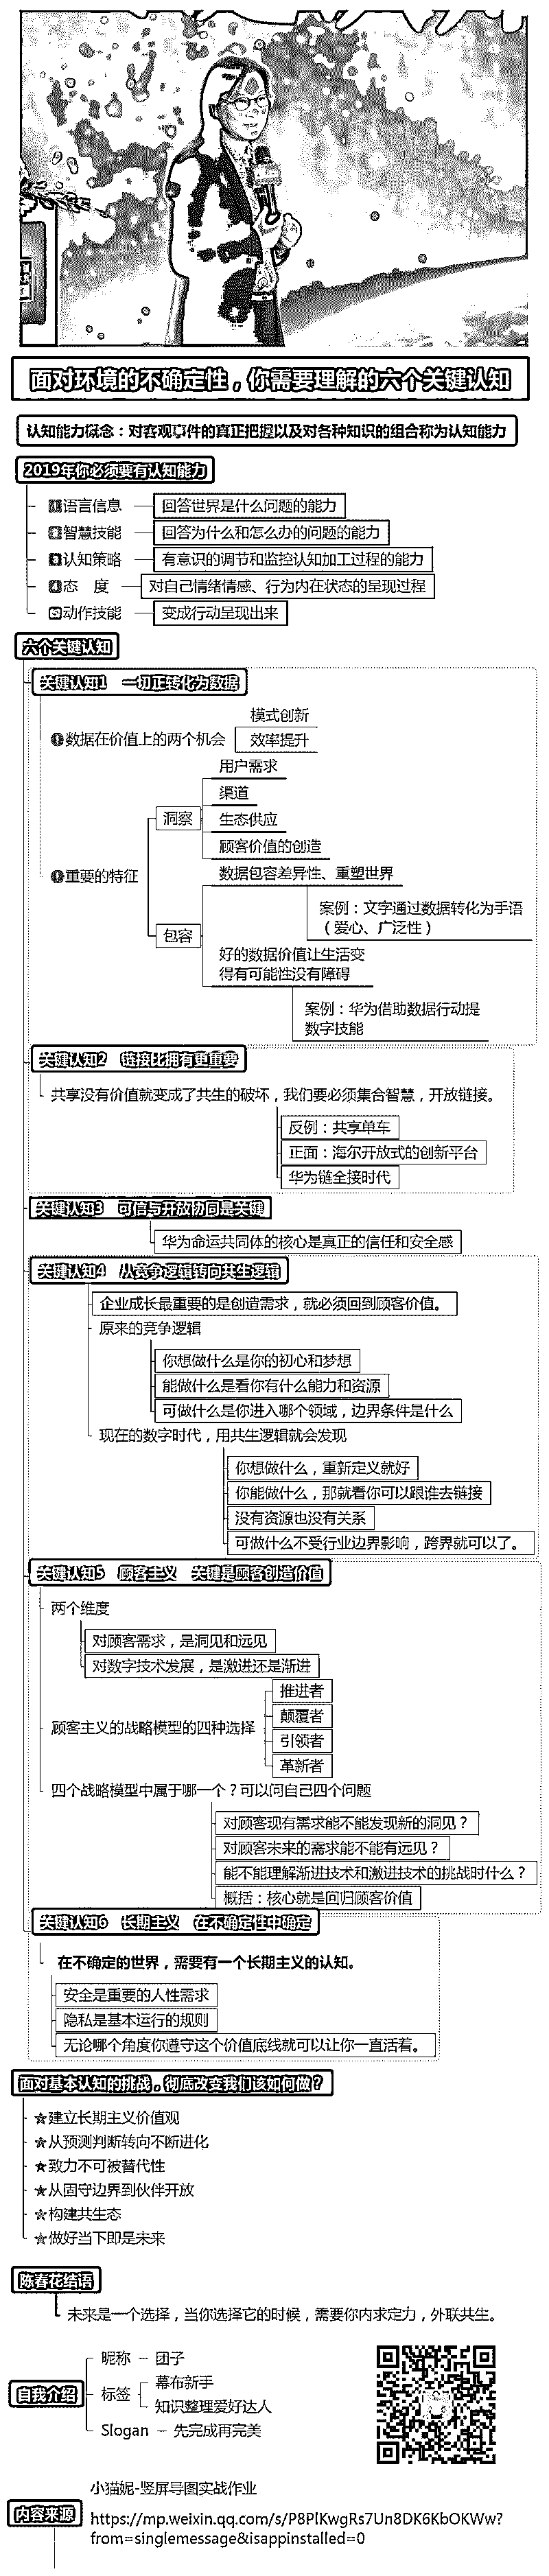 面对环境的不确定性，你需要理解的六个关键认知
认知能力概念：对客观事件的真正把握以及对各种知识的组合称为认知能力
2019年你必须要有认知能力
1语言信息
回答世界是什么问题的能力
2智慧技能
回答为什么和怎么办的问题的能力
3认知策略
有意识的调节和监控认知加工过程的能力
4态 度
对自己情绪情感、行为内在状态的呈现过程
5动作技能
变成行动呈现出来
六个关键认知
关键认知1 一切正转化为数据
数据在价值上的两个机会
模式创新
效率提升
重要的特征
洞察
用户需求
渠道
生态供应
顾客价值的创造
包容
数据包容差异性、重塑世界
案例：文字通过数据转化为手语
（爱心、广泛性）
好的数据价值让生活变
得有可能性没有障碍
案例：华为借助数据行动提
数字技能
关键认知2 链接比拥有更重要
共享没有价值就变成了共生的破坏，我们要必须集合智慧，开放链接。
反例：共享单车
正面：海尔开放式的创新平台
华为链全接时代
关键认知3 可信与开放协同是关键
华为命运共同体的核心是真正的信任和安全感
关键认知4 从竞争逻辑转向共生逻辑
企业成长最重要的是创造需求，就必须回到顾客价值。
原来的竞争逻辑
你想做什么是你的初心和梦想
能做什么是看你有什么能力和资源
可做什么是你进入哪个领域，边界条件是什么
现在的数字时代，用共生逻辑就会发现
你想做什么，重新定义就好
你能做什么，那就看你可以跟谁去链接
没有资源也没有关系
可做什么不受行业边界影响，跨界就可以了。
关键认知5 顾客主义 关键是顾客创造价值
两个维度
对顾客需求，是洞见和远见
对数字技术发展，是激进还是渐进
顾客主义的战略模型的四种选择
推进者
颠覆者
引领者
革新者
四个战略模型中属于哪一个？可以问自己四个问题
对顾客现有需求能不能发现新的洞见？
对顾客未来的需求能不能有远见？
能不能理解渐进技术和激进技术的挑战时什么？
概括：核心就是回归顾客价值
关键认知6 长期主义 在不确定性中确定
在不确定的世界，需要有一个长期主义的认知。
安全是重要的人性需求
隐私是基本运行的规则
无论哪个角度你遵守这个价值底线就可以让你一直活着。
面对基本认知的挑战，彻底改变我们该如何做？
★建立长期主义价值观
★从预测判断转向不断进化
★致力不可被替代性
★从固守边界到伙伴开放
★构建共生态
★做好当下即是未来
陈春花结语
未来是一个选择，当你选择它的时候，需要你内求定力，外联共生。
自我介绍
昵称 — 团子
标签
幕布新手
知识整理爱好达人
Slogan — 先完成再完美
内容来源
小猫妮-竖屏导图实战作业
https://mp.weixin.qq.com/s/P8PlKwgRs7Un8DK6KbOKWw?
from=singlemessage&isappinstalled=0